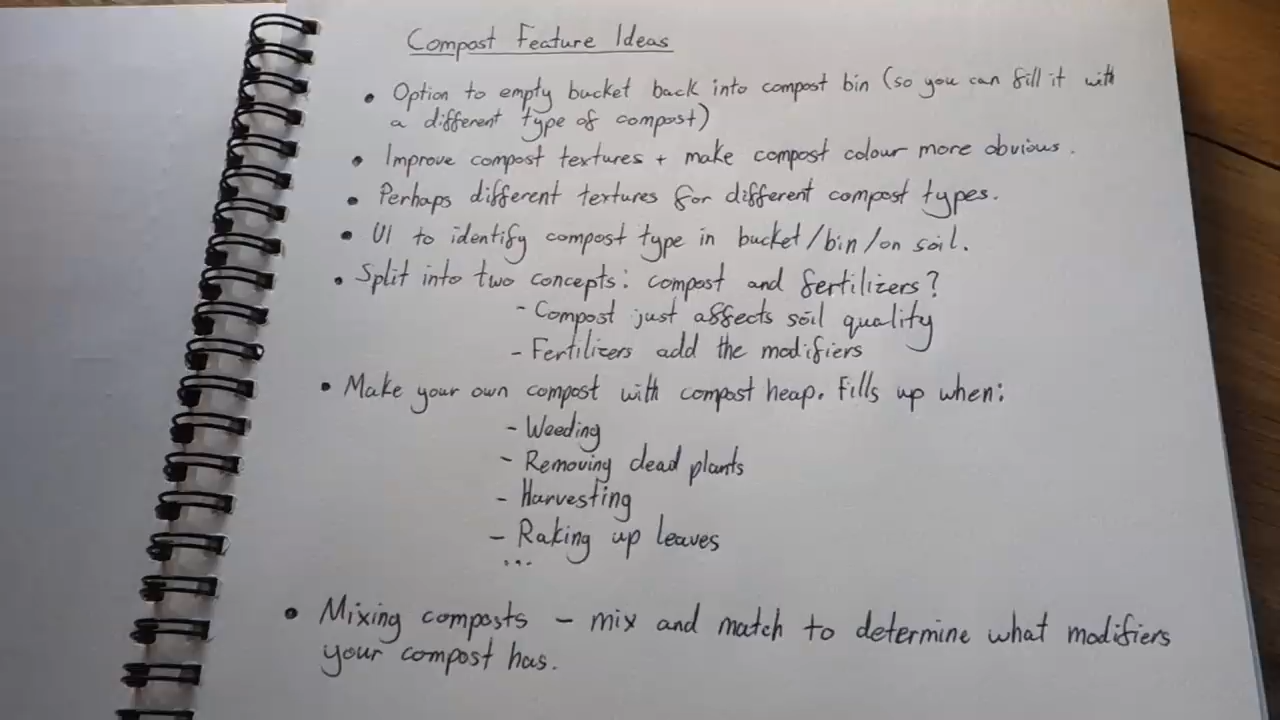 Compost Feature Ideas
• Option to empty bucket back into compost bin (so you can fill it with
a different type of compost)
• Improve compost textures + make compost colour more obvious.
• Perhaps different textures for different compost types.
• UI to identify compost type in bucket/bin/on soil.
• Split into two concepts: compost and fertilizers?
- Compost just affects soil quality
- Fertilizers add the modifiers
• Make your own compost with compost heap. Fills up when:
- Weeding
- Removing dead plants
- Harvesting
- Raking up leaves
...
• Mixing composts - mix and match to determine what modifiers
your compost has.